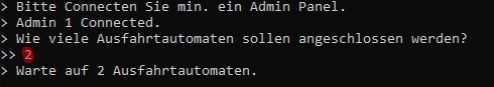 > Bitte Connecten Sie min. ein Admin Panel.
> Admin 1 Connected.
> Wie viele Ausfahrtautomaten sollen angeschlossen werden?
>> 2
> Warte auf 2 Ausfahrtautomaten.